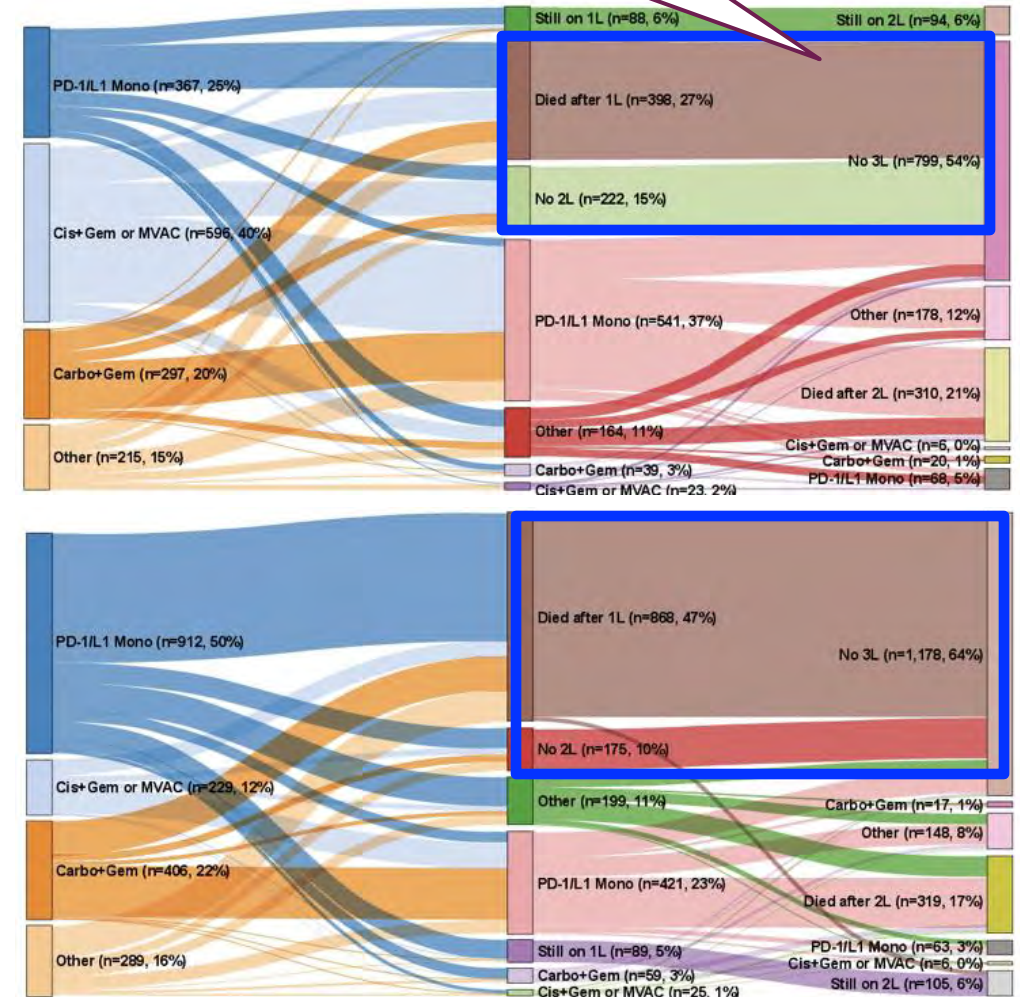 Still on 1L (n=88, 6%)
Still on 2L (n=94, 6%)
PD-1/L1 Mono (n=367, 25%)
Died after 1L (n=398, 27%)
No 3L (n=799, 54%)
No 2L (n=222, 15%)
Cis+Gem or MVAC (n=596, 40%)
Other (n=178, 12%)
PD-1/L1 Mono (n=541, 37%)
Carbo+Gem (n=297, 20%)
Died after 2L (n=310, 21%)
Other (n=164, 11%)
Cis+Gem or MVAC (n=6, 0%)
Other (n=215, 15%)
Carbo+Gem (n=20, 1%)
Carbo+Gem (n=39, 3%)
PD-1/L1 Mono (n=68, 5%)
Cis+Gem or MVAC (n=23, 2%)
Died after 1L (n=868, 47%)
PD-1/L1 Mono (n=912, 50%)
No 3L (n=1,178, 64%)
No 2L (n=175, 10%)
Cis+Gem or MVAC (n=229, 12%)
Other (n=199, 11%)
Carbo+Gem (n=17, 1%)
Other (n=148, 8%)
Carbo+Gem (n=406, 22%)
PD-1/L1 Mono (n=421, 23%)
Died after 2L (n=319, 17%)
PD-1/L1 Mono (n=63, 3%)
Still on 1L (n=89, 5%)
Other (n=289, 16%)
Cis+Gem or MVAC (n=6, 0%)
Carbo+Gem (n=59, 3%)
Still on 2L (n=105, 6%)
Cis+Gem or MVAC (n=25, 1%)